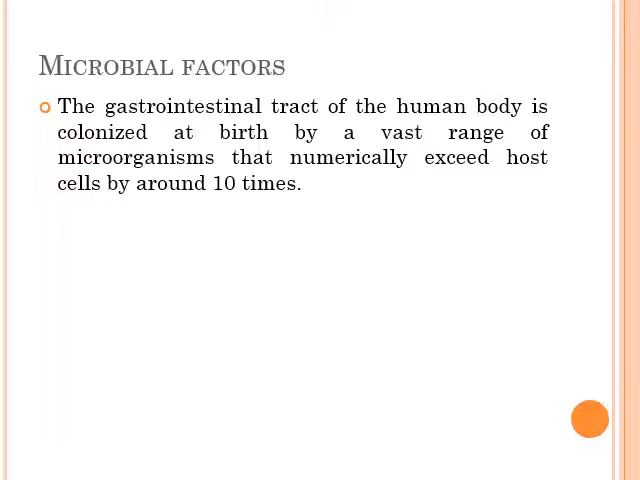 MICROBIAL FACTORS
The gastrointestinal tract of the human body is
colonized at birth by a vast range of
microorganisms that numerically exceed host
cells by around 10 times.